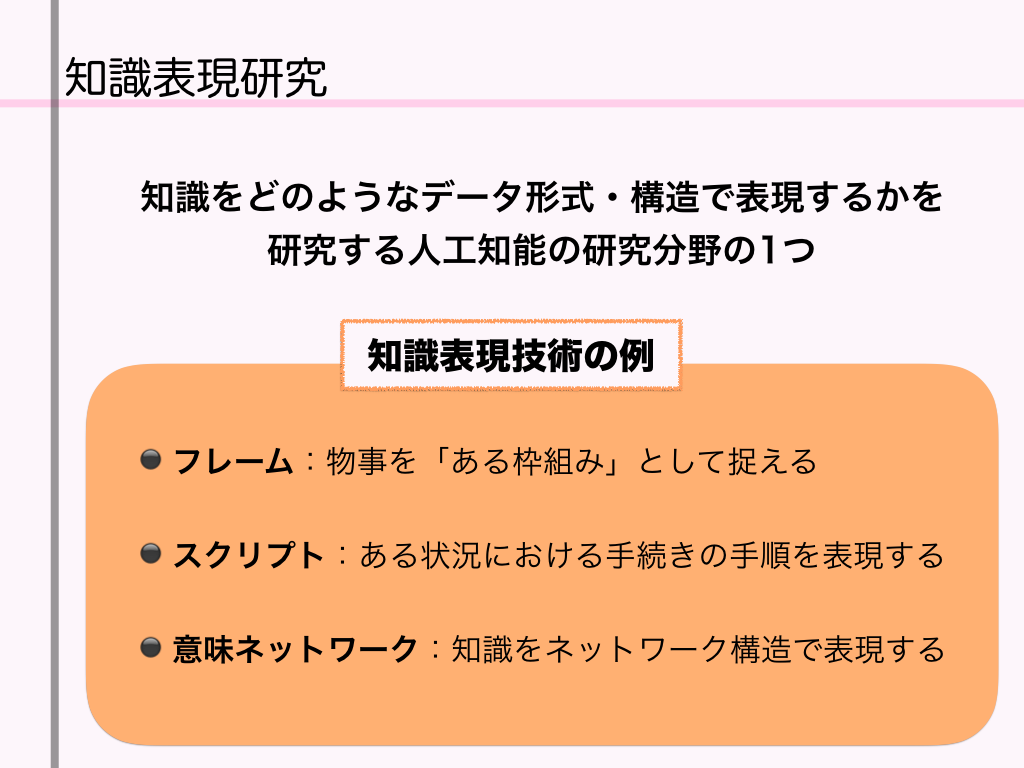 知識表現研究
知識をどのようなデータ形式・構造で表現するかを
研究する人工知能の研究分野の1つ
知識表現技術の例
フレーム：物事を「ある枠組み」として捉える
スクリプト：ある状況における手続きの手順を表現する
意味ネットワーク：知識をネットワーク構造で表現する